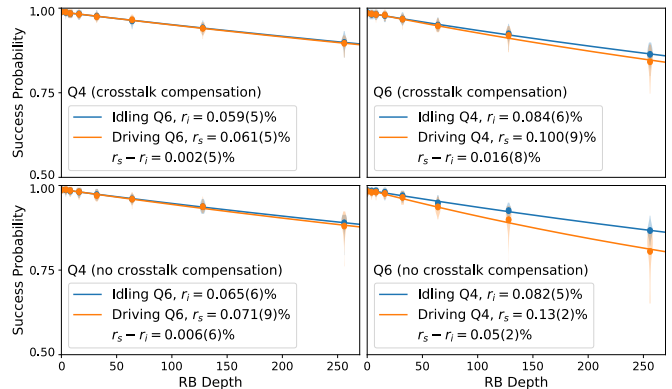 1.00
0.75
0.50
Success Probability
Q4 (crosstalk compensation)
Idling Q6, r_i = 0.059(5)%
Driving Q6, r_s = 0.061(5)%
r_s − r_i = 0.002(5)%
Q6 (crosstalk compensation)
Idling Q4, r_i = 0.084(6)%
Driving Q4, r_s = 0.100(9)%
r_s − r_i = 0.016(8)%
1.00
0.75
0.50
Success Probability
Q4 (no crosstalk compensation)
Idling Q6, r_i = 0.065(6)%
Driving Q6, r_s = 0.071(9)%
r_s − r_i = 0.006(6)%
0 50 100 150 200 250
RB Depth
Q6 (no crosstalk compensation)
Idling Q4, r_i = 0.082(5)%
Driving Q4, r_s = 0.13(2)%
r_s − r_i = 0.05(2)%
0 50 100 150 200 250
RB Depth